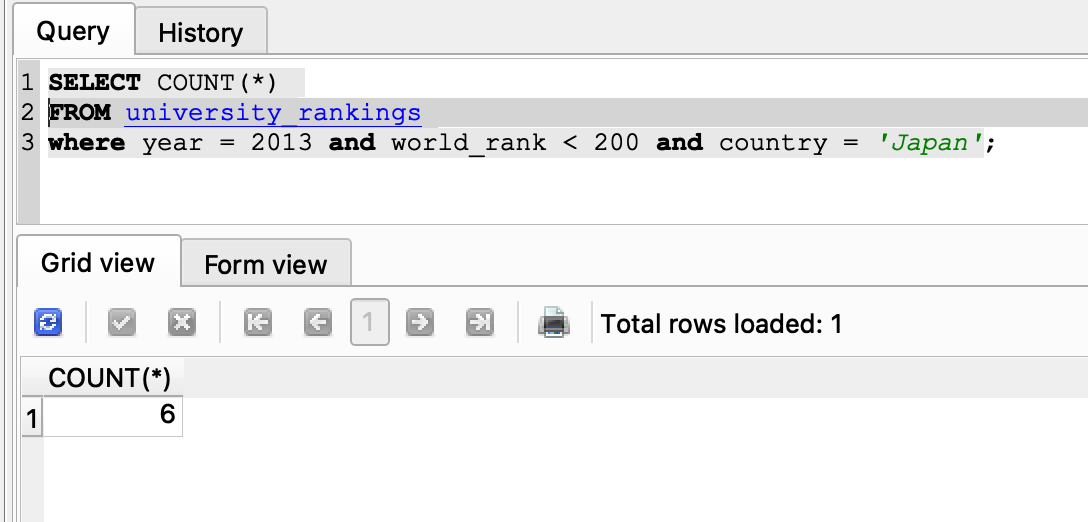 Query History
1 SELECT COUNT(*)
2 FROM university_rankings
3 where year = 2013 and world_rank < 200 and country = 'Japan';
Grid view Form view
1 Total rows loaded: 1
COUNT(*)
1 6